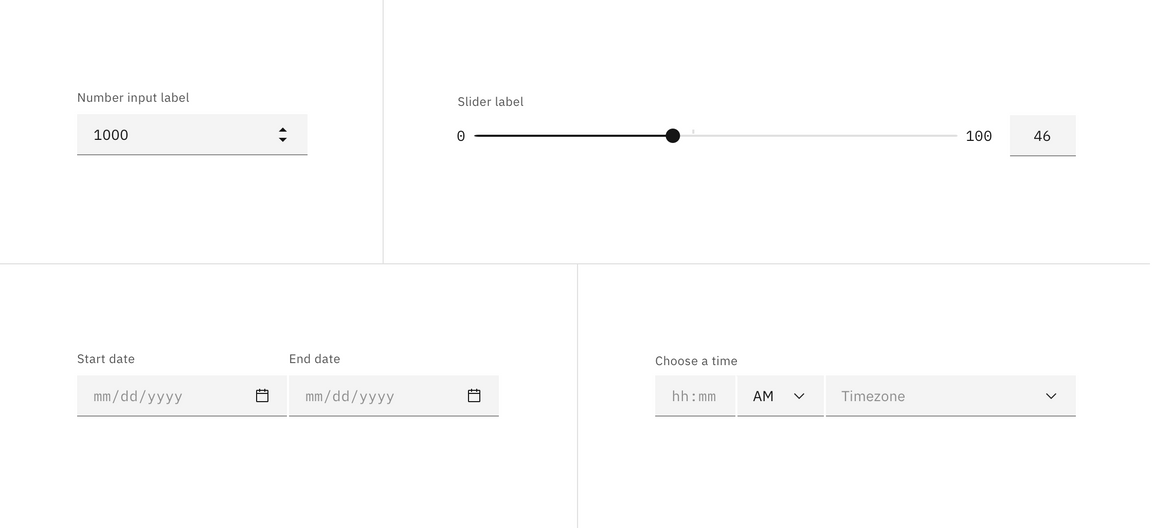 Number input label
1000
Slider label
0 100 46
Start date End date
mm/dd/yyyy mm/dd/yyyy
Choose a time
hh:mm AM Timezone